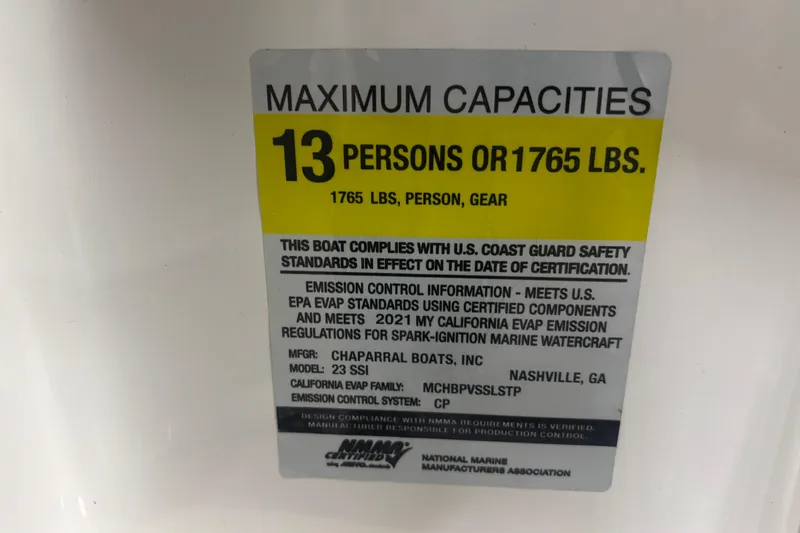 MAXIMUM CAPACITIES
13 PERSONS OR 1765 LBS.
1765 LBS, PERSON, GEAR
THIS BOAT COMPLIES WITH U.S. COAST GUARD SAFETY
STANDARDS IN EFFECT ON THE DATE OF CERTIFICATION.
EMISSION CONTROL INFORMATION - MEETS U.S.
EPA EVAP STANDARDS USING CERTIFIED COMPONENTS
AND MEETS 2021 MY CALIFORNIA EVAP EMISSION
REGULATIONS FOR SPARK-IGNITION MARINE WATERCRAFT
MFGR: CHAPARRAL BOATS, INC
MODEL: 23 SSI NASHVILLE, GA
CALIFORNIA EVAP FAMILY: MCHBPVSSLSTP
EMISSION CONTROL SYSTEM: CP
DESIGN COMPLIANCE WITH NMMA REQUIREMENTS IS VERIFIED.
MANUFACTURER RESPONSIBLE FOR PRODUCTION CONTROL.
NMMA
CERTIFIED
NATIONAL MARINE
MANUFACTURERS ASSOCIATION